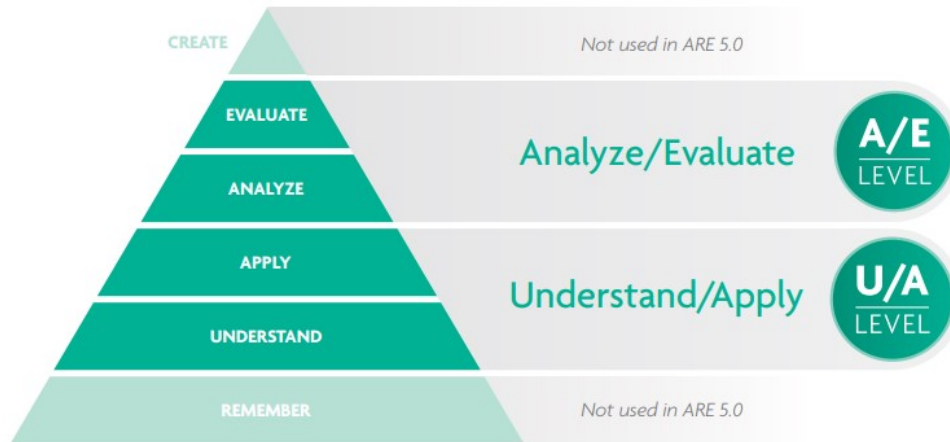 CREATE
Not used in ARE 5.0
EVALUATE
ANALYZE
Analyze/Evaluate
A/E
LEVEL
APPLY
UNDERSTAND
Understand/Apply
U/A
LEVEL
REMEMBER
Not used in ARE 5.0